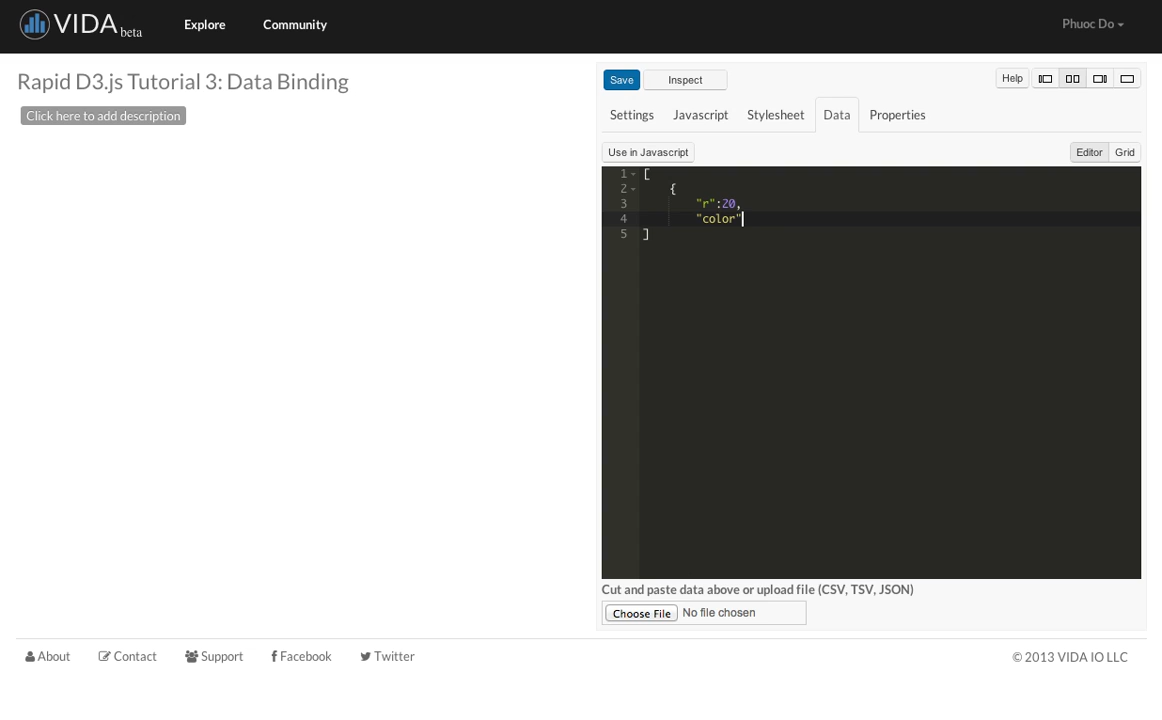 VIDA beta
Explore
Community
Phuoc Do
Rapid D3.js Tutorial 3: Data Binding
Click here to add description
Save
Inspect
Help
Settings
Javascript
Stylesheet
Data
Properties
Use in Javascript
Editor
Grid
1 [
2 {
3 "r":20,
4 "color"
5 ]
Cut and paste data above or upload file (CSV, TSV, JSON)
Choose File No file chosen
About
Contact
Support
Facebook
Twitter
© 2013 VIDA IO LLC